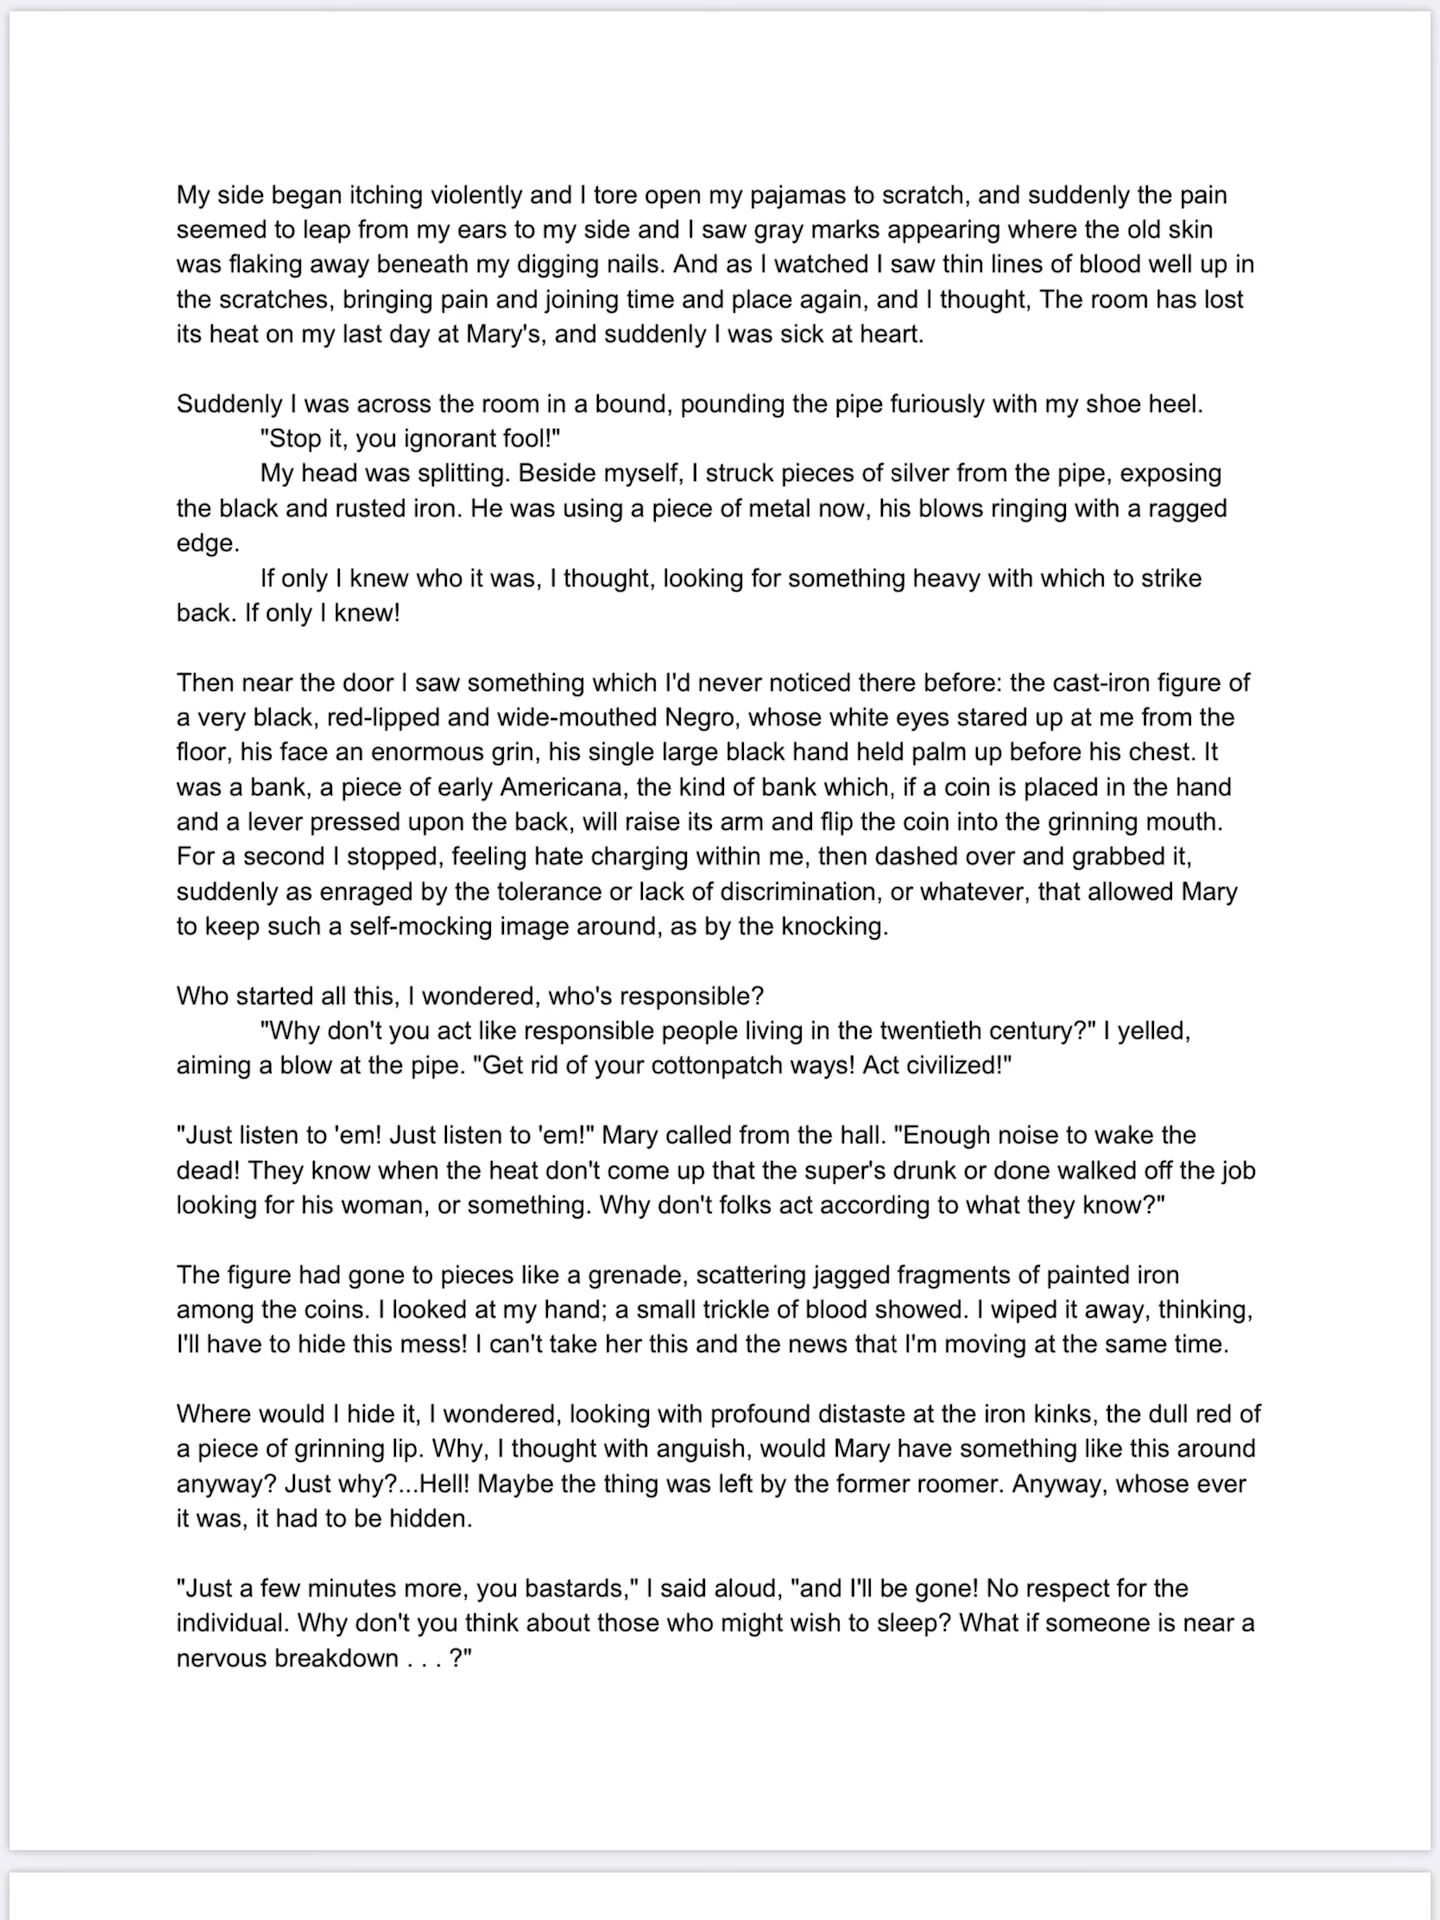 My side began itching violently and I tore open my pajamas to scratch, and suddenly the pain
seemed to leap from my ears to my side and I saw gray marks appearing where the old skin
was flaking away beneath my digging nails. And as I watched I saw thin lines of blood well up in
the scratches, bringing pain and joining time and place again, and I thought, The room has lost
its heat on my last day at Mary's, and suddenly I was sick at heart.
Suddenly I was across the room in a bound, pounding the pipe furiously with my shoe heel.
"Stop it, you ignorant fool!"
My head was splitting. Beside myself, I struck pieces of silver from the pipe, exposing
the black and rusted iron. He was using a piece of metal now, his blows ringing with a ragged
edge.
If only I knew who it was, I thought, looking for something heavy with which to strike
back. If only I knew!
Then near the door I saw something which I'd never noticed there before: the cast-iron figure of
a very black, red-lipped and wide-mouthed Negro, whose white eyes stared up at me from the
floor, his face an enormous grin, his single large black hand held palm up before his chest. It
was a bank, a piece of early Americana, the kind of bank which, if a coin is placed in the hand
and a lever pressed upon the back, will raise its arm and flip the coin into the grinning mouth.
For a second I stopped, feeling hate charging within me, then dashed over and grabbed it,
suddenly as enraged by the tolerance or lack of discrimination, or whatever, that allowed Mary
to keep such a self-mocking image around, as by the knocking.
Who started all this, I wondered, who's responsible?
"Why don't you act like responsible people living in the twentieth century?" I yelled,
aiming a blow at the pipe. "Get rid of your cottonpatch ways! Act civilized!"
"Just listen to 'em! Just listen to 'em!" Mary called from the hall. "Enough noise to wake the
dead! They know when the heat don't come up that the super's drunk or done walked off the job
looking for his woman, or something. Why don't folks act according to what they know?"
The figure had gone to pieces like a grenade, scattering jagged fragments of painted iron
among the coins. I looked at my hand; a small trickle of blood showed. I wiped it away, thinking,
I'll have to hide this mess! I can't take her this and the news that I'm moving at the same time.
Where would I hide it, I wondered, looking with profound distaste at the iron kinks, the dull red of
a piece of grinning lip. Why, I thought with anguish, would Mary have something like this around
anyway? Just why?...Hell! Maybe the thing was left by the former roomer. Anyway, whose ever
it was, it had to be hidden.
"Just a few minutes more, you bastards," I said aloud, "and I'll be gone! No respect for the
individual. Why don't you think about those who might wish to sleep? What if someone is near a
nervous breakdown . . . ?"